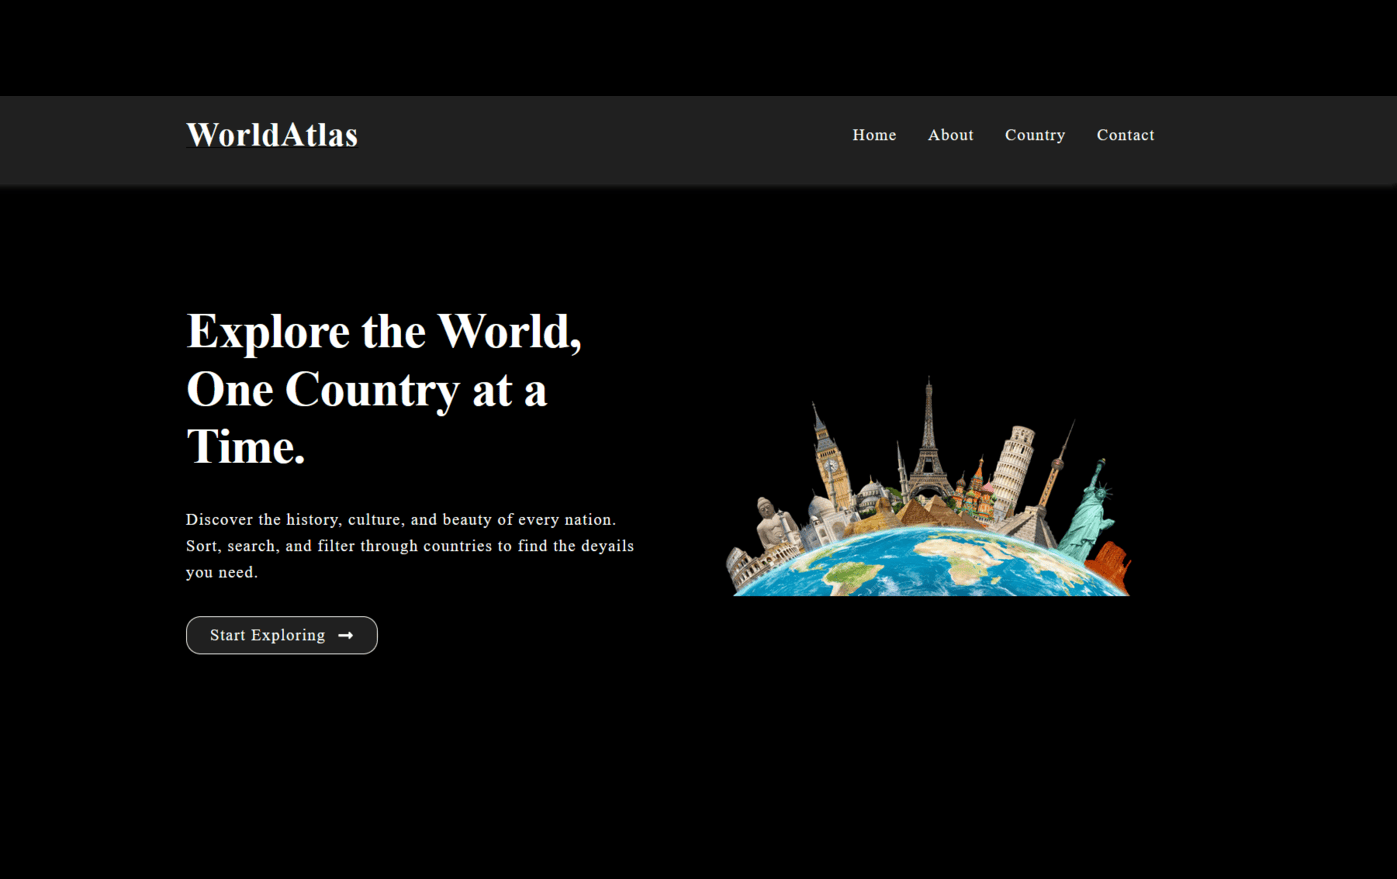 WorldAtlas
Home About Country Contact
Explore the World,
One Country at a
Time.
Discover the history, culture, and beauty of every nation.
Sort, search, and filter through countries to find the deyails
you need.
Start Exploring